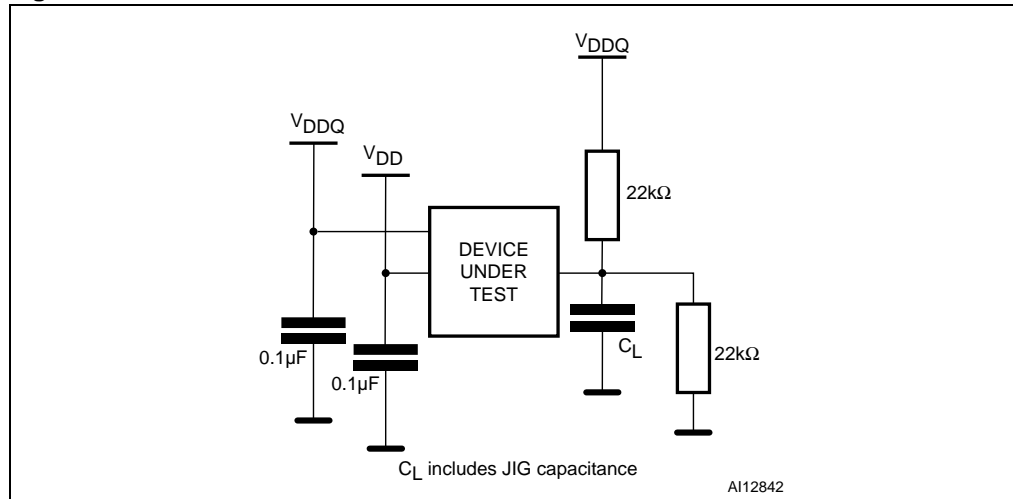 VDDQ
VDDQ
VDD
22kΩ
DEVICE
UNDER
TEST
CL
0.1µF
22kΩ
0.1µF
CL includes JIG capacitance
AI12842